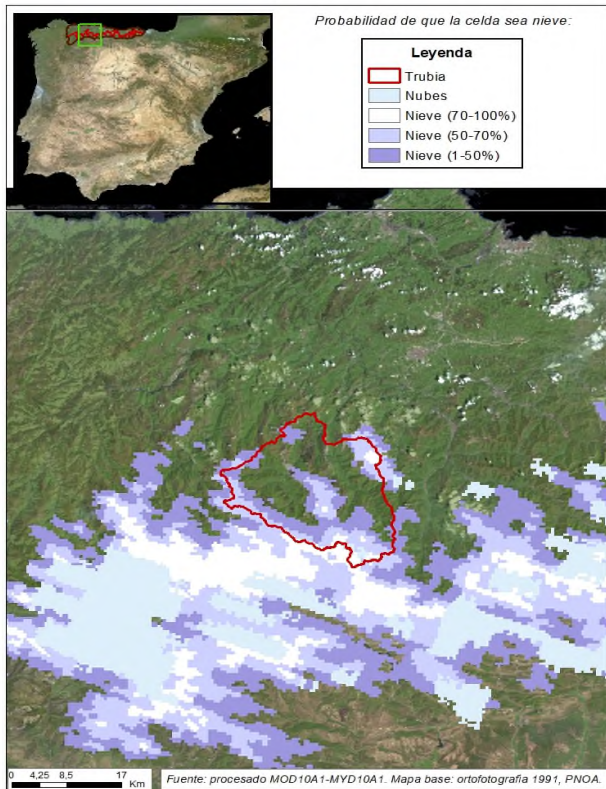 Probabilidad de que la celda sea nieve:
Leyenda
Trubia
Nubes
Nieve (70-100%)
Nieve (50-70%)
Nieve (1-50%)
0 4,25 8,5 17
Km
Fuente: procesado MOD10A1-MYD10A1. Mapa base: ortofotografia 1991, PNOA.